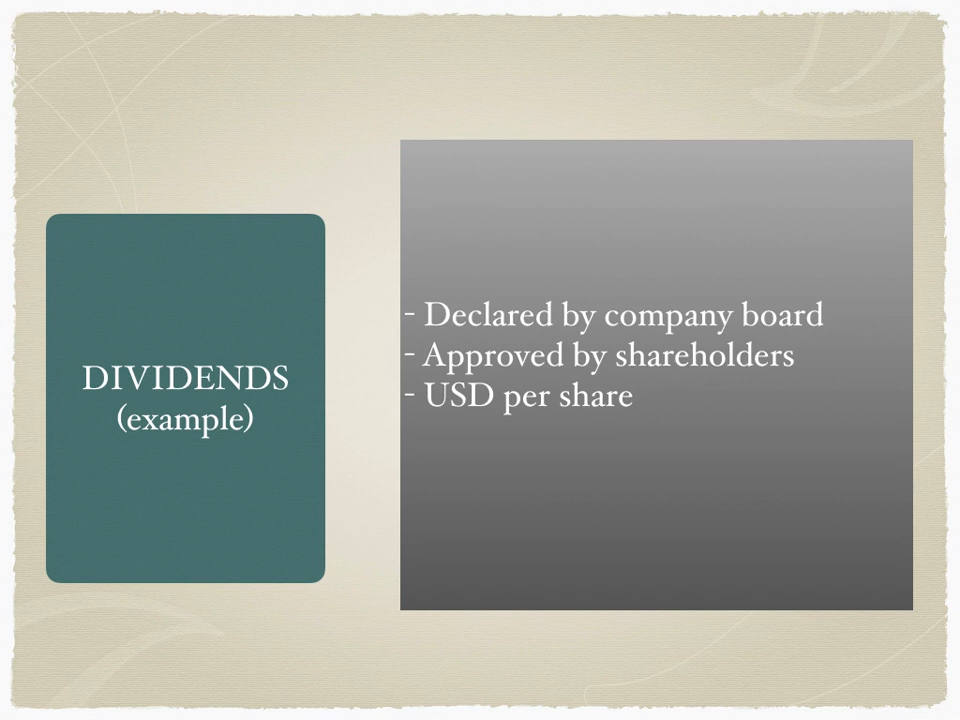 DIVIDENDS
(example)
- Declared by company board
- Approved by shareholders
- USD per share